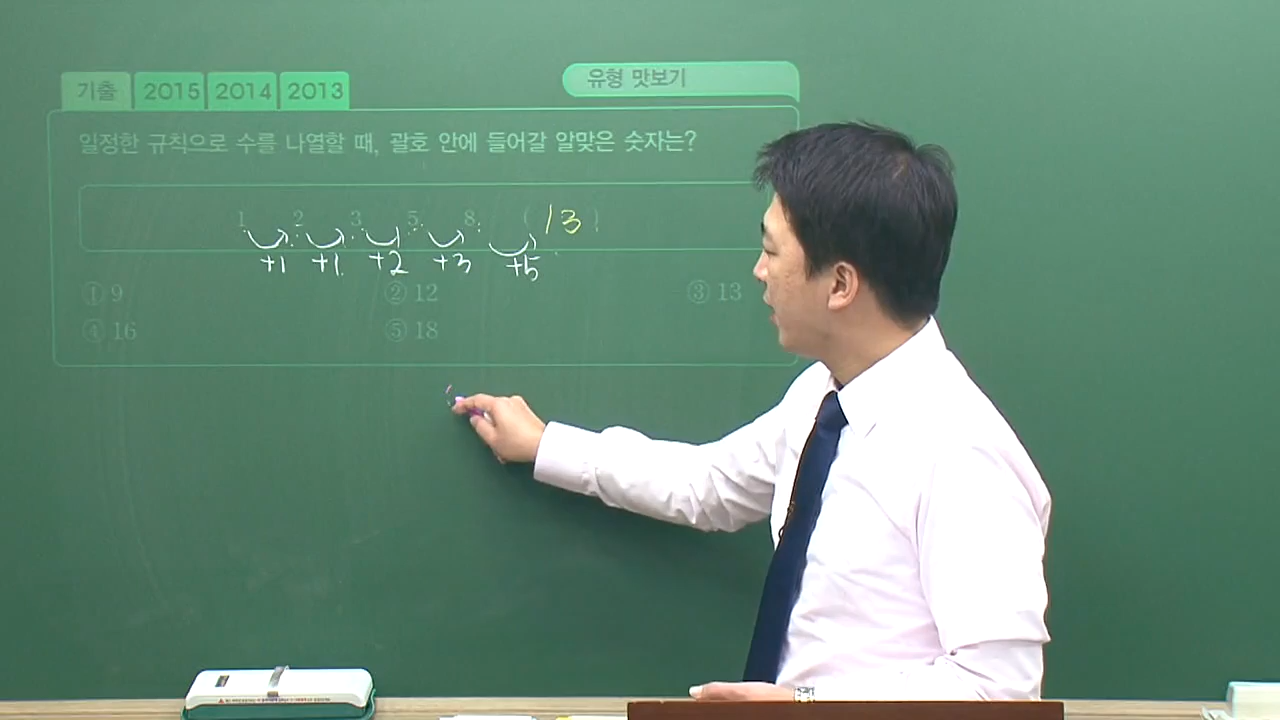 기출 2015 2014 2013 유형 맛보기
일정한 규칙으로 수를 나열할 때, 괄호 안에 들어갈 알맞은 숫자는?
1 2 3 5 8 ( 13 )
+1 +1 +2 +3 +5
① 9 ② 12 ③ 13
④ 16 ⑤ 18